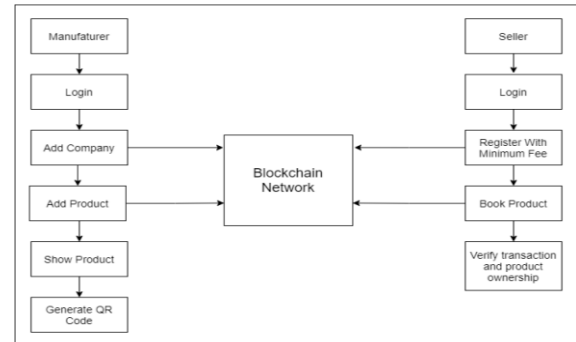 Manufaturer
Login
Add Company
Add Product
Show Product
Generate QR
Code
Blockchain
Network
Seller
Login
Register With
Minimum Fee
Book Product
Verify transaction
and product
ownership